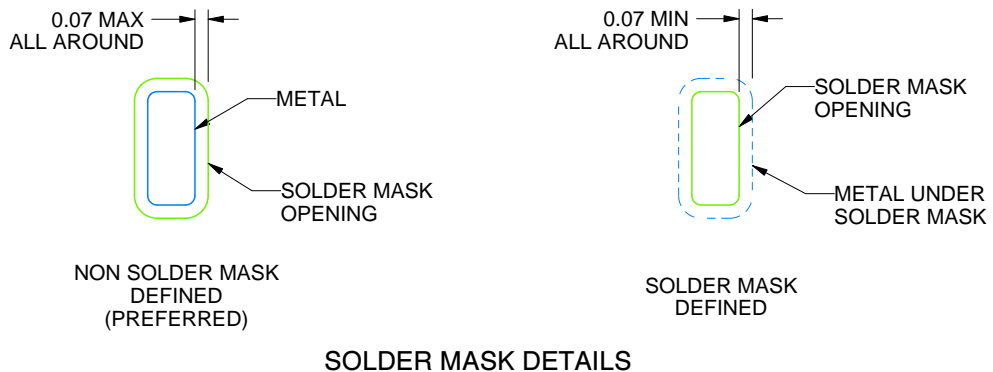 0.07 MAX
ALL AROUND
METAL
SOLDER MASK
OPENING
NON SOLDER MASK
DEFINED
(PREFERRED)
0.07 MIN
ALL AROUND
SOLDER MASK
OPENING
METAL UNDER
SOLDER MASK
SOLDER MASK
DEFINED
SOLDER MASK DETAILS